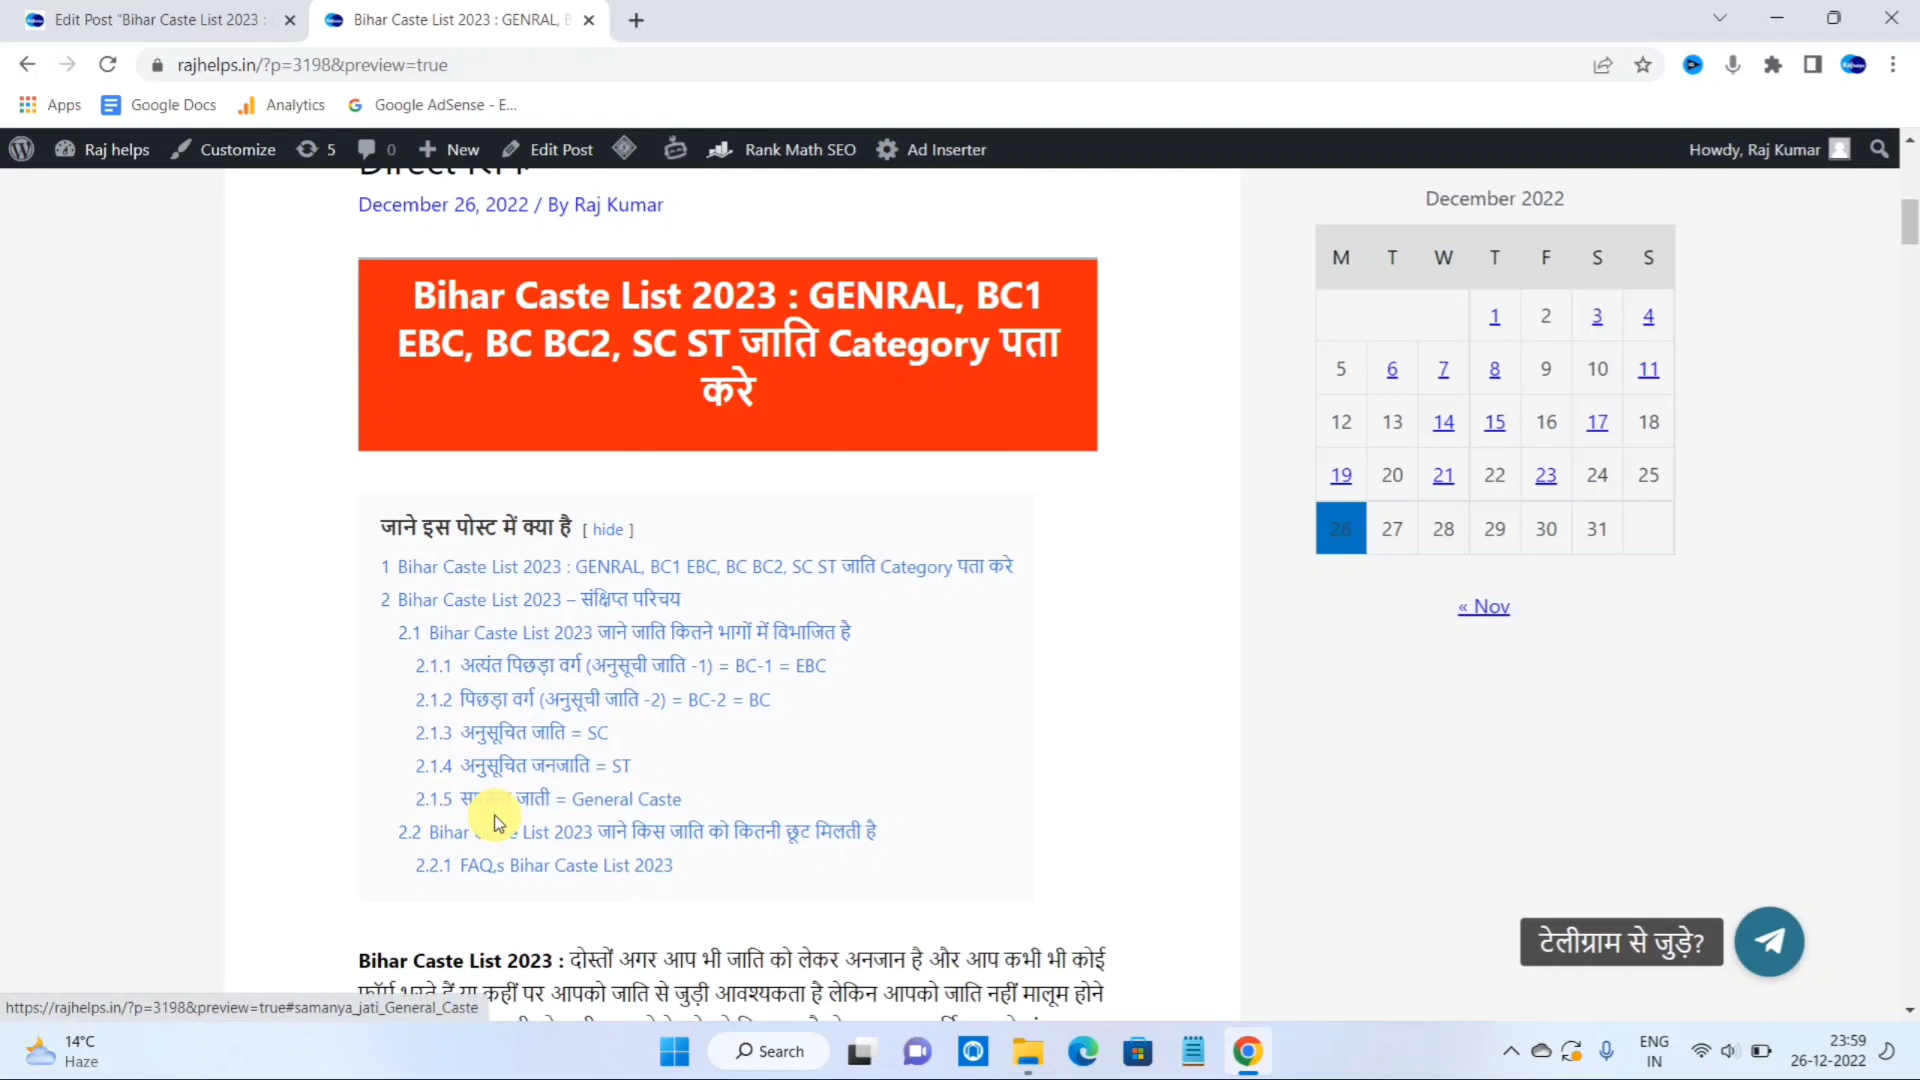 Edit Post "Bihar Caste List 2023 :
Bihar Caste List 2023 : GENRAL, B
rajhelps.in/?p=3198&preview=true
Apps Google Docs Analytics Google AdSense - E...
Raj helps Customize 5 0 New Edit Post Rank Math SEO Ad Inserter Howdy, Raj Kumar
December 26, 2022 / By Raj Kumar
Bihar Caste List 2023 : GENRAL, BC1
EBC, BC BC2, SC ST जाति Category पता
करे
जाने इस पोस्ट में क्या है [ hide ]
1 Bihar Caste List 2023 : GENRAL, BC1 EBC, BC BC2, SC ST जाति Category पता करे
2 Bihar Caste List 2023 – संक्षिप्त परिचय
2.1 Bihar Caste List 2023 जाने जाति कितने भागों में विभाजित है
2.1.1 अत्यंत पिछड़ा वर्ग (अनुसूची जाति -1) = BC-1 = EBC
2.1.2 पिछड़ा वर्ग (अनुसूची जाति -2) = BC-2 = BC
2.1.3 अनुसूचित जाति = SC
2.1.4 अनुसूचित जनजाति = ST
2.1.5 जाती = General Caste
2.2 Bihar List 2023 जाने किस जाति को कितनी छूट मिलती है
2.2.1 FAQ,s Bihar Caste List 2023
Bihar Caste List 2023 : दोस्तों अगर आप भी जाति को लेकर अनजान है और आप कभी भी कोई
कहीं पर आपको जाति से जुड़ी आवश्यकता है लेकिन आपको जाति नहीं मालूम होने
December 2022
M T W T F S S
1 2 3 4
5 6 7 8 9 10 11
12 13 14 15 16 17 18
19 20 21 22 23 24 25
26 27 28 29 30 31
« Nov
टेलीग्राम से जुड़े?
https://rajhelps.in/?p=3198&preview=true#samanya_jati_General_Caste
14°C
Haze
Search
ENG
IN
23:59
26-12-2022